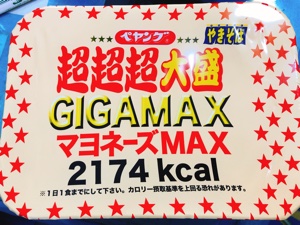 ペヤング やきそば
超超超大盛
GIGAMAX
マヨネーズMAX
2174 kcal
※1日1食までにして下さい。カロリー摂取基準を上回る恐れがあります。